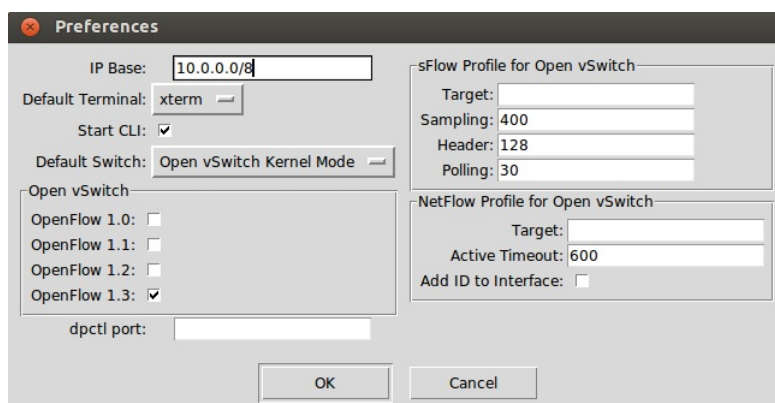 Preferences
IP Base: 10.0.0.0/8
Default Terminal: xterm
Start CLI:
Default Switch: Open vSwitch Kernel Mode
Open vSwitch
OpenFlow 1.0:
OpenFlow 1.1:
OpenFlow 1.2:
OpenFlow 1.3:
dpctl port:
sFlow Profile for Open vSwitch
Target:
Sampling: 400
Header: 128
Polling: 30
NetFlow Profile for Open vSwitch
Target:
Active Timeout: 600
Add ID to Interface:
OK
Cancel